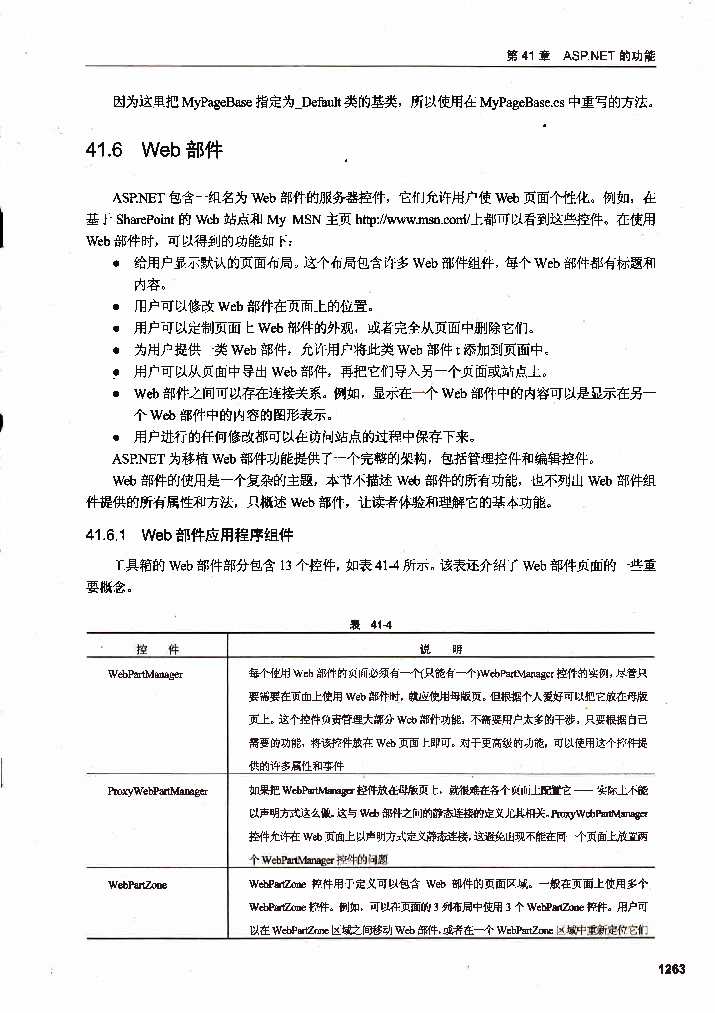 第 41 章 ASP.NET 的功能
因为这里把 MyPageBase 指定为_Default 类的基类，所以使用在 MyPageBase.cs 中重写的方法。
41.6 Web 部件
ASP.NET 包含一组名为 Web 部件的服务器控件，它们允许用户使 Web 页面个性化。例如，在
基于 SharePoint 的 Web 站点和 My MSN 主页 http://www.msn.com/上都可以看到这些控件。在使用
Web 部件时，可以得到的功能如下：
● 给用户显示默认的页面布局。这个布局包含许多 Web 部件组件，每个 Web 部件都有标题和
内容。
● 用户可以修改 Web 部件在页面上的位置。
● 用户可以定制页面上 Web 部件的外观，或者完全从页面中删除它们。
● 为用户提供一类 Web 部件，允许用户将此类 Web 部件 t 添加到页面中。
● 用户可以从页面中导出 Web 部件，再把它们导入另一个页面或站点上。
● Web 部件之间可以存在连接关系。例如，显示在一个 Web 部件中的内容可以是显示在另一
个 Web 部件中的内容的图形表示。
● 用户进行的任何修改都可以在访问站点的过程中保存下来。
ASP.NET 为移植 Web 部件功能提供了一个完整的架构，包括管理控件和编辑控件。
Web 部件的使用是一个复杂的主题，本节不描述 Web 部件的所有功能，也不列出 Web 部件组
件提供的所有属性和方法，只概述 Web 部件，让读者体验和理解它的基本功能。
41.6.1 Web 部件应用程序组件
工具箱的 Web 部件部分包含 13 个控件，如表 41-4 所示。该表还介绍了 Web 部件页面的一些重
要概念。
表 41-4
控 件 说 明
WebPartManager 每个使用 Web 部件的页面必须有一个(只能有一个)WebPartManager 控件的实例，尽管只
要需要在页面上使用 Web 部件时，就应使用母版页。但根据个人爱好可以把它放在母版
页上。这个控件负责管理大部分 Web 部件功能，不需要用户太多的干涉，只要根据自己
需要的功能，将该控件放在 Web 页面上即可。对于更高级的功能，可以使用这个控件提
供的许多属性和事件
ProxyWebPartManager 如果把 WebPartManager 控件放在母版页上，就很难在各个页面上配置它—— 实际上不能
以声明方式这么做。这与 Web 部件之间的静态连接的定义尤其相关。ProxyWebPartManager
控件允许在 Web 页面上以声明方式定义静态连接，这避免出现不能在同一个页面上放置两
个 WebPartManager 控件的问题
WebPartZone WebPartZone 控件用于定义可以包含 Web 部件的页面区域。一般在页面上使用多个
WebPartZone 控件。例如，可以在页面的 3 列布局中使用 3 个 WebPartZone 控件。用户可
以在 WebPartZone 区域之间移动 Web 部件，或者在一个 WebPartZone 区域中重新定位它们
1263